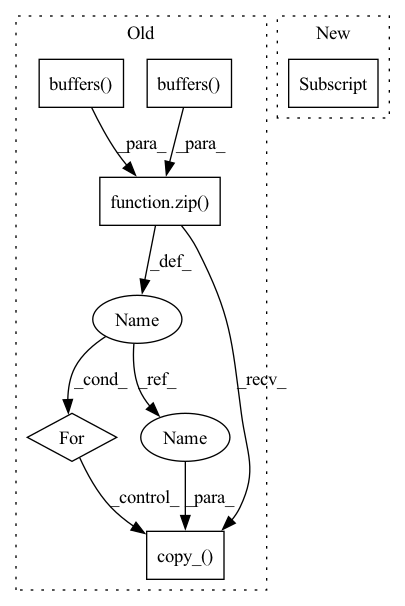 Old
New
buffers()
buffers()
Subscript
_para_
_para_
function.zip()
_def_
Name
_cond_
_ref_
_recv_
For
Name
_control_
_para_
copy_()